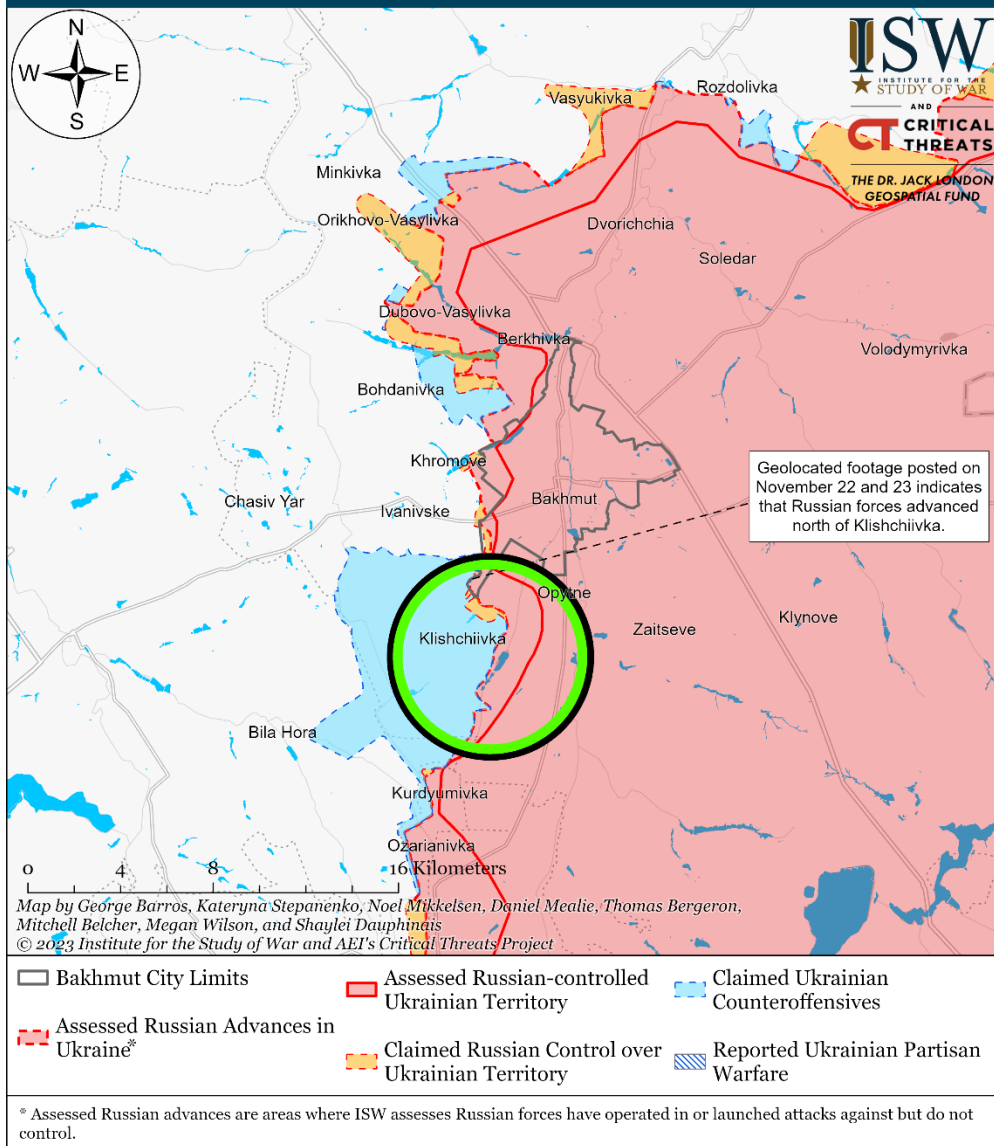 N
W E
S
ISW
INSTITUTE FOR THE
STUDY OF WAR
AND
CT CRITICAL
THREATS
THE DR. JACK LONDON
GEOSPATIAL FUND
Vasyukivka
Rozdolivka
Minkivka
Orikhovo-Vasylivka
Dvorichchia
Soledar
Dubovo-Vasylivka
Berkhivka
Volodymyrivka
Bohdanivka
Khromove
Geolocated footage posted on
November 22 and 23 indicates
that Russian forces advanced
north of Klishchiivka.
Chasiv Yar
Ivanivske
Bakhmut
Opytne
Klishchiivka
Zaitseve
Klynove
Bila Hora
Kurdyumivka
Ozarianivka
0 4 8 16 Kilometers
Map by George Barros, Kateryna Stepanenko, Noel Mikkelsen, Daniel Mealie, Thomas Bergeron,
Mitchell Belcher, Megan Wilson, and Shaylei Dauphinais
© 2023 Institute for the Study of War and AEI's Critical Threats Project
Bakhmut City Limits
Assessed Russian Advances in
Ukraine*
Assessed Russian-controlled
Ukrainian Territory
Claimed Russian Control over
Ukrainian Territory
Claimed Ukrainian
Counteroffensives
Reported Ukrainian Partisan
Warfare
* Assessed Russian advances are areas where ISW assesses Russian forces have operated in or launched attacks against but do not
control.